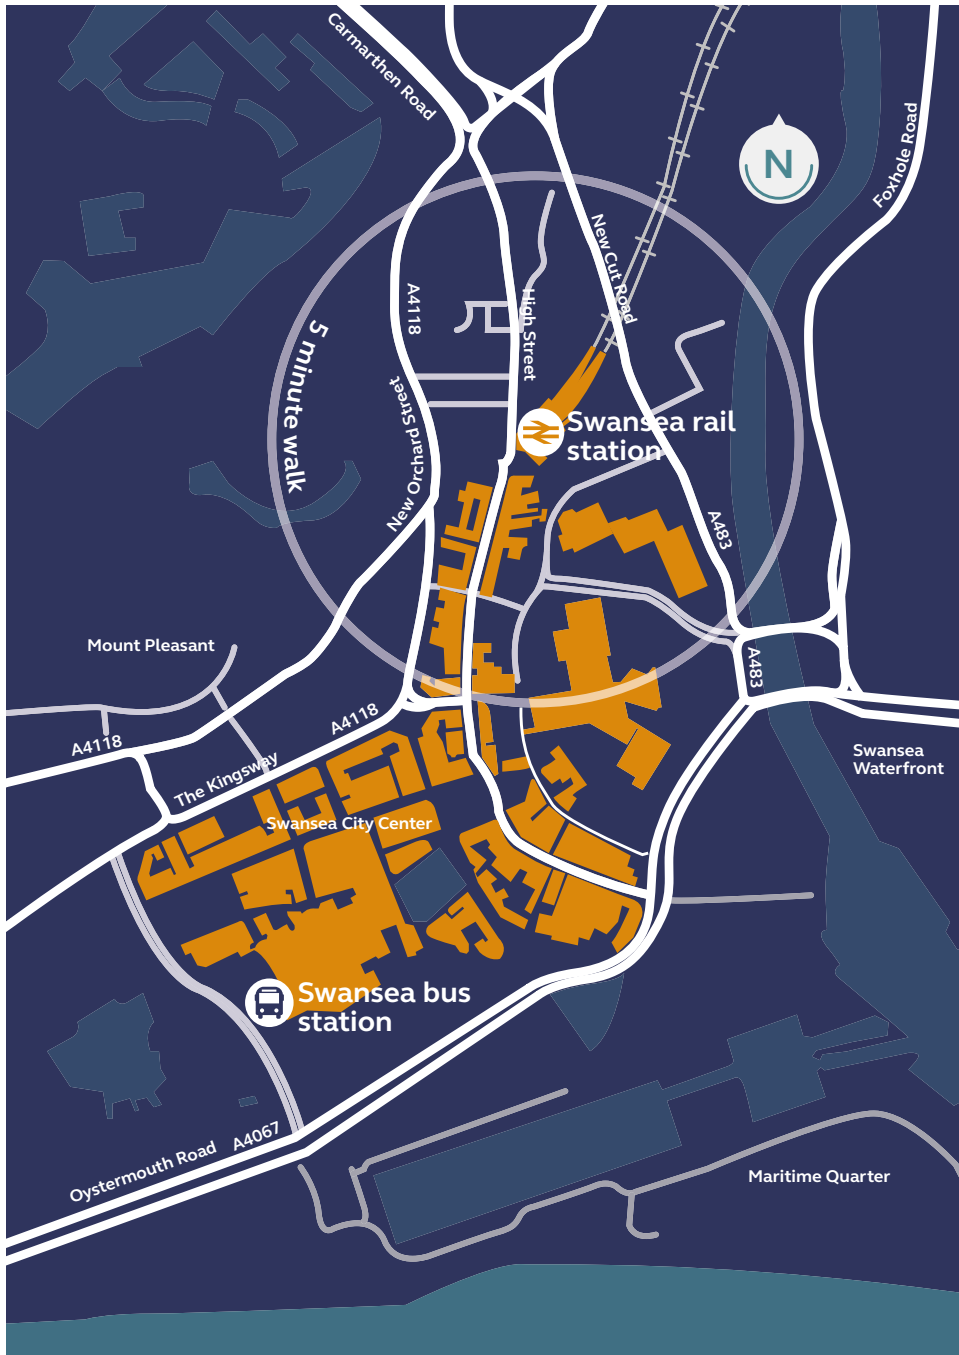 Carmarthen Road
N
Foxhole Road
New Cut Road
A4118
High Street
5 minute walk
New Orchard Street
Swansea rail
station
A483
Mount Pleasant
A483
A4118
A4118
The Kingsway
Swansea
Waterfront
Swansea City Center
Swansea bus
station
Oystermouth Road
A4067
Maritime Quarter